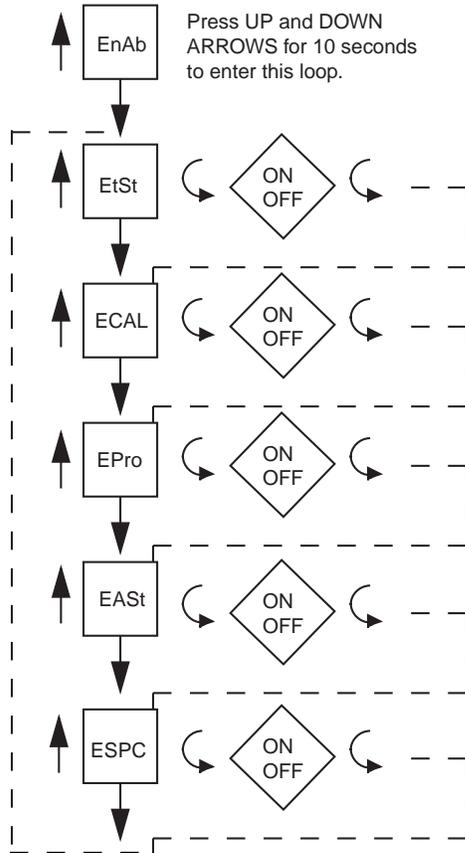 EnAb
Press UP and DOWN
ARROWS for 10 seconds
to enter this loop.
EtSt
ON
OFF
ECAL
ON
OFF
EPro
ON
OFF
EASt
ON
OFF
ESPC
ON
OFF